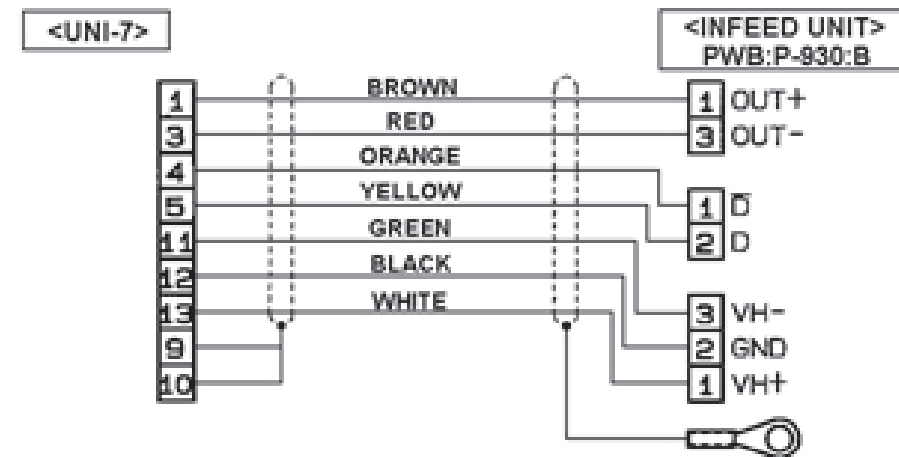 <UNI-7>
<INFEED UNIT>
PWB:P-930:B
1 BROWN 1 OUT+
3 RED 3 OUT-
4 ORANGE
5 YELLOW 1 D̅
11 GREEN 2 D
12 BLACK
13 WHITE 3 VH-
9 2 GND
10 1 VH+